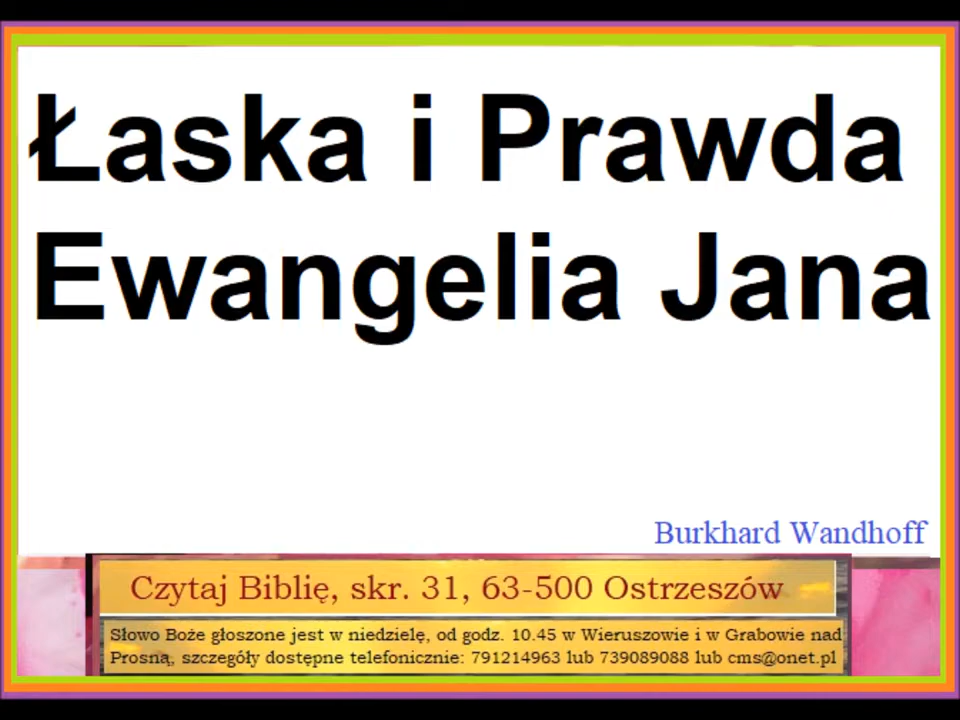 Łaska i Prawda
Ewangelia Jana
Burkhard Wandhoff
Czytaj Biblię, skr. 31, 63-500 Ostrzeszów
Słowo Boże głoszone jest w niedzielę, od godz. 10.45 w Wieruszowie i w Grabowie nad
Prosną, szczegóły dostępne telefonicznie: 791214963 lub 739089088 lub cms@onet.pl